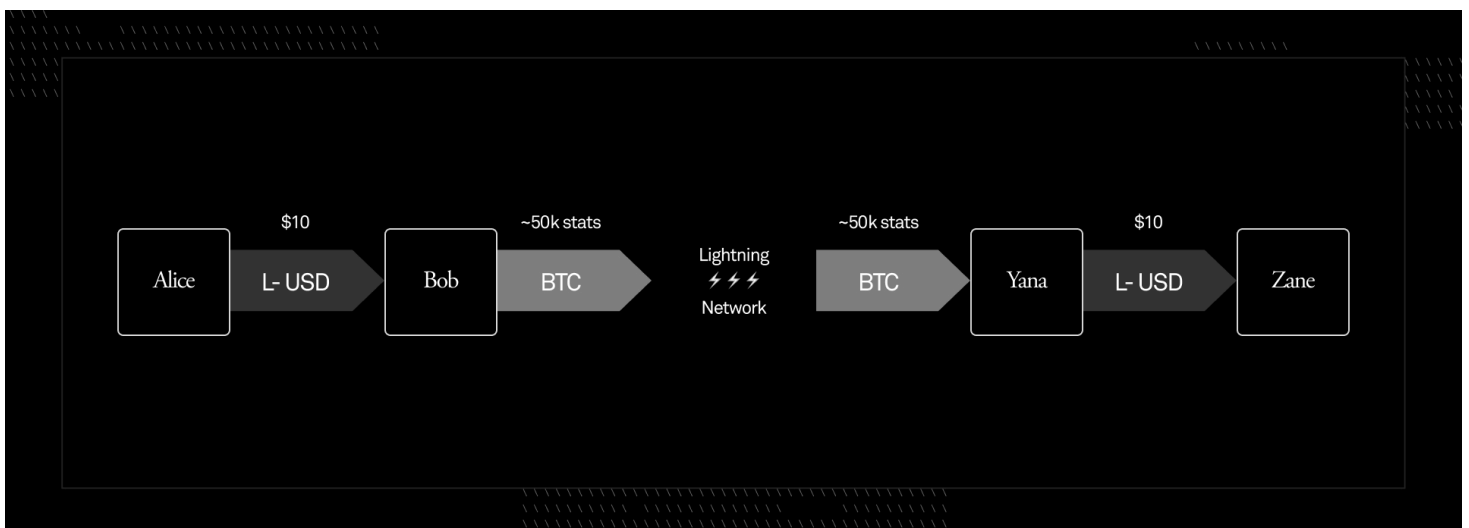 $10
~50k stats
~50k stats
$10
Alice
L- USD
Bob
BTC
Lightning
Network
BTC
Yana
L- USD
Zane